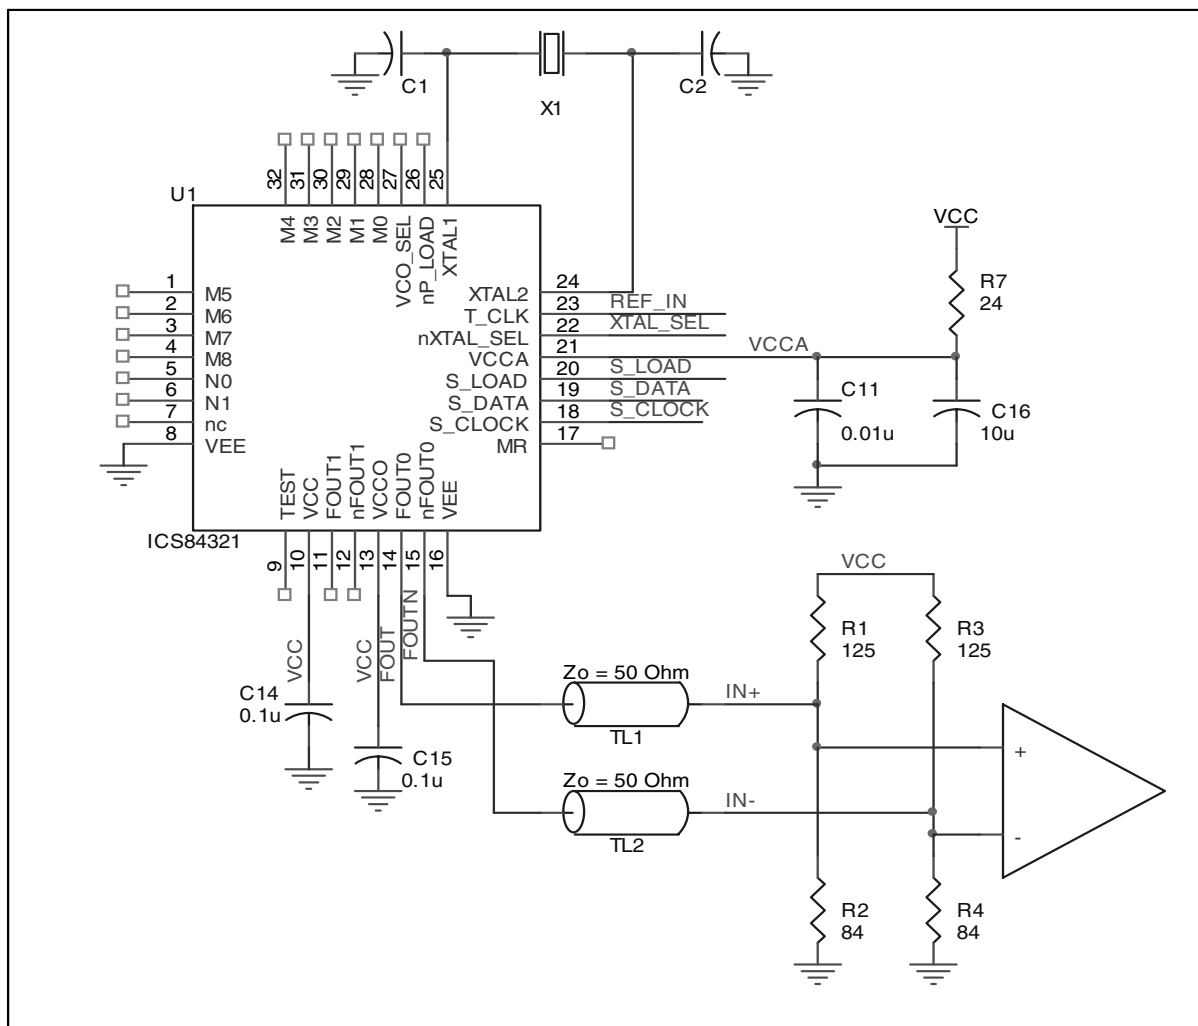 C1
X1
C2
32
31
30
29
28
27
26
25
U1
M4
M3
M2
M1
M0
VCO_SEL
nP_LOAD
XTAL1
VCC
R7
24
1
M5
2
M6
3
M7
4
M8
5
N0
6
N1
7
nc
8
VEE
XTAL2
24
T_CLK
23
REF_IN
nXTAL_SEL
22
XTAL_SEL
VCCA
21
VCCA
S_LOAD
20
S_LOAD
S_DATA
19
S_DATA
S_CLOCK
18
S_CLOCK
MR
17
C11
0.01u
C16
10u
TEST
VCC
FOUT1
nFOUT1
VCCO
FOUT0
nFOUT0
VEE
ICS84321
9
10
11
12
13
14
15
16
VCC
VCC
FOUT
FOUTN
VCC
R1
125
R3
125
C14
0.1u
C15
0.1u
Zo = 50 Ohm
TL1
IN+
Zo = 50 Ohm
TL2
IN-
+
-
R2
84
R4
84